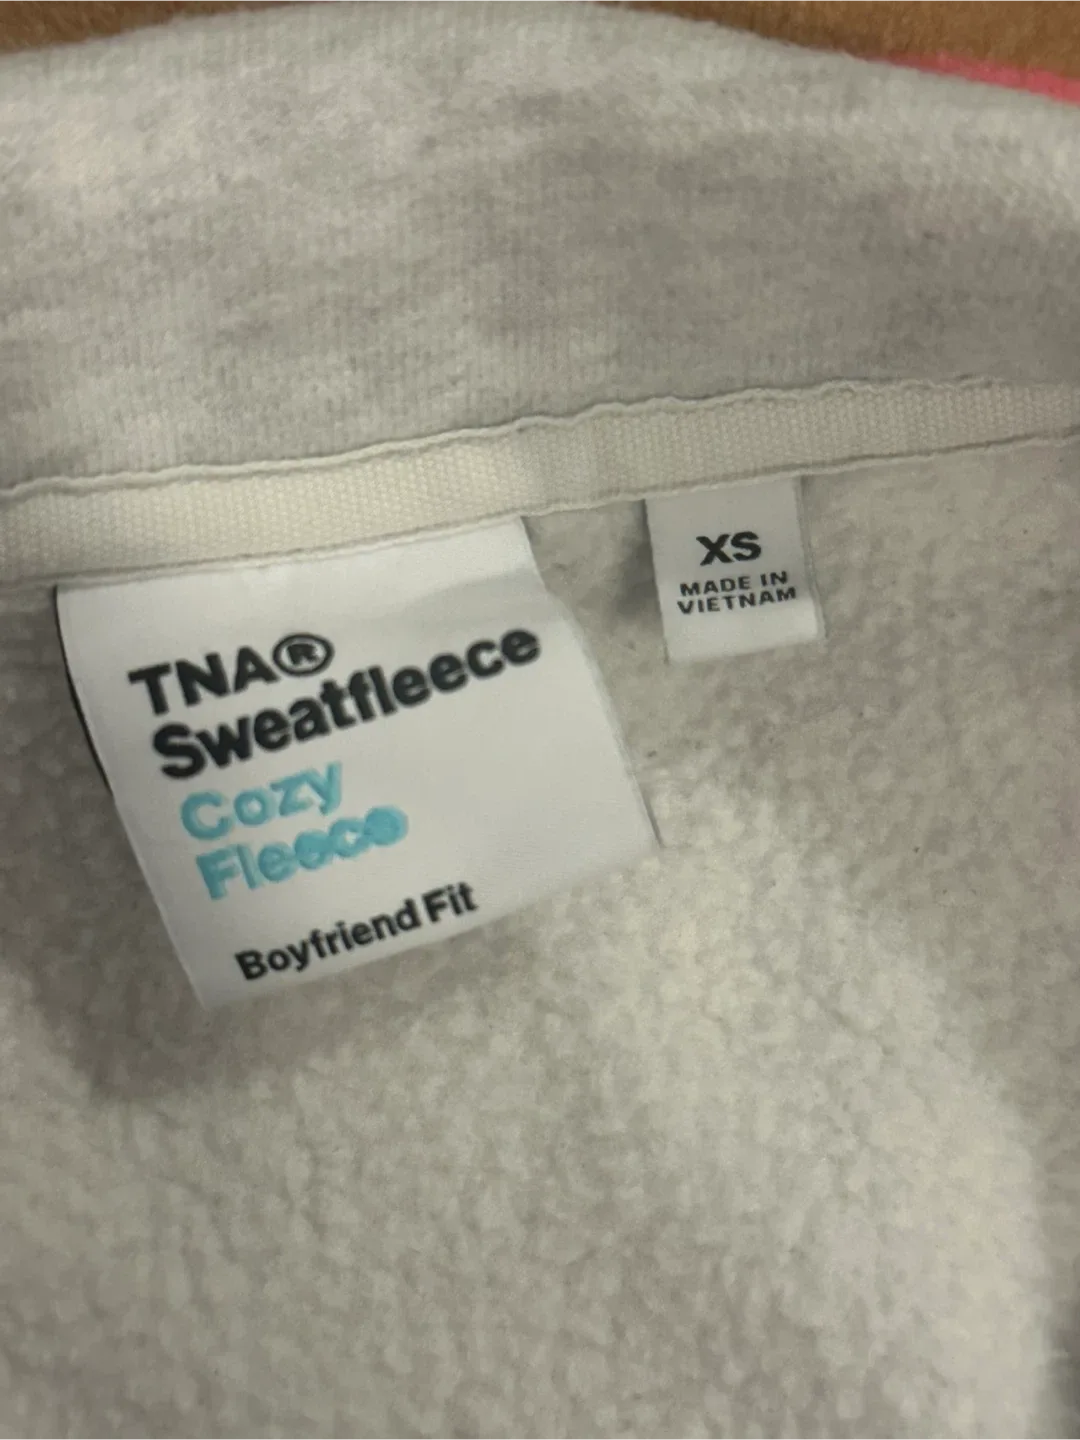 TNA®
Sweatfleece
Cozy
Fleece
Boyfriend Fit
XS
MADE IN
VIETNAM